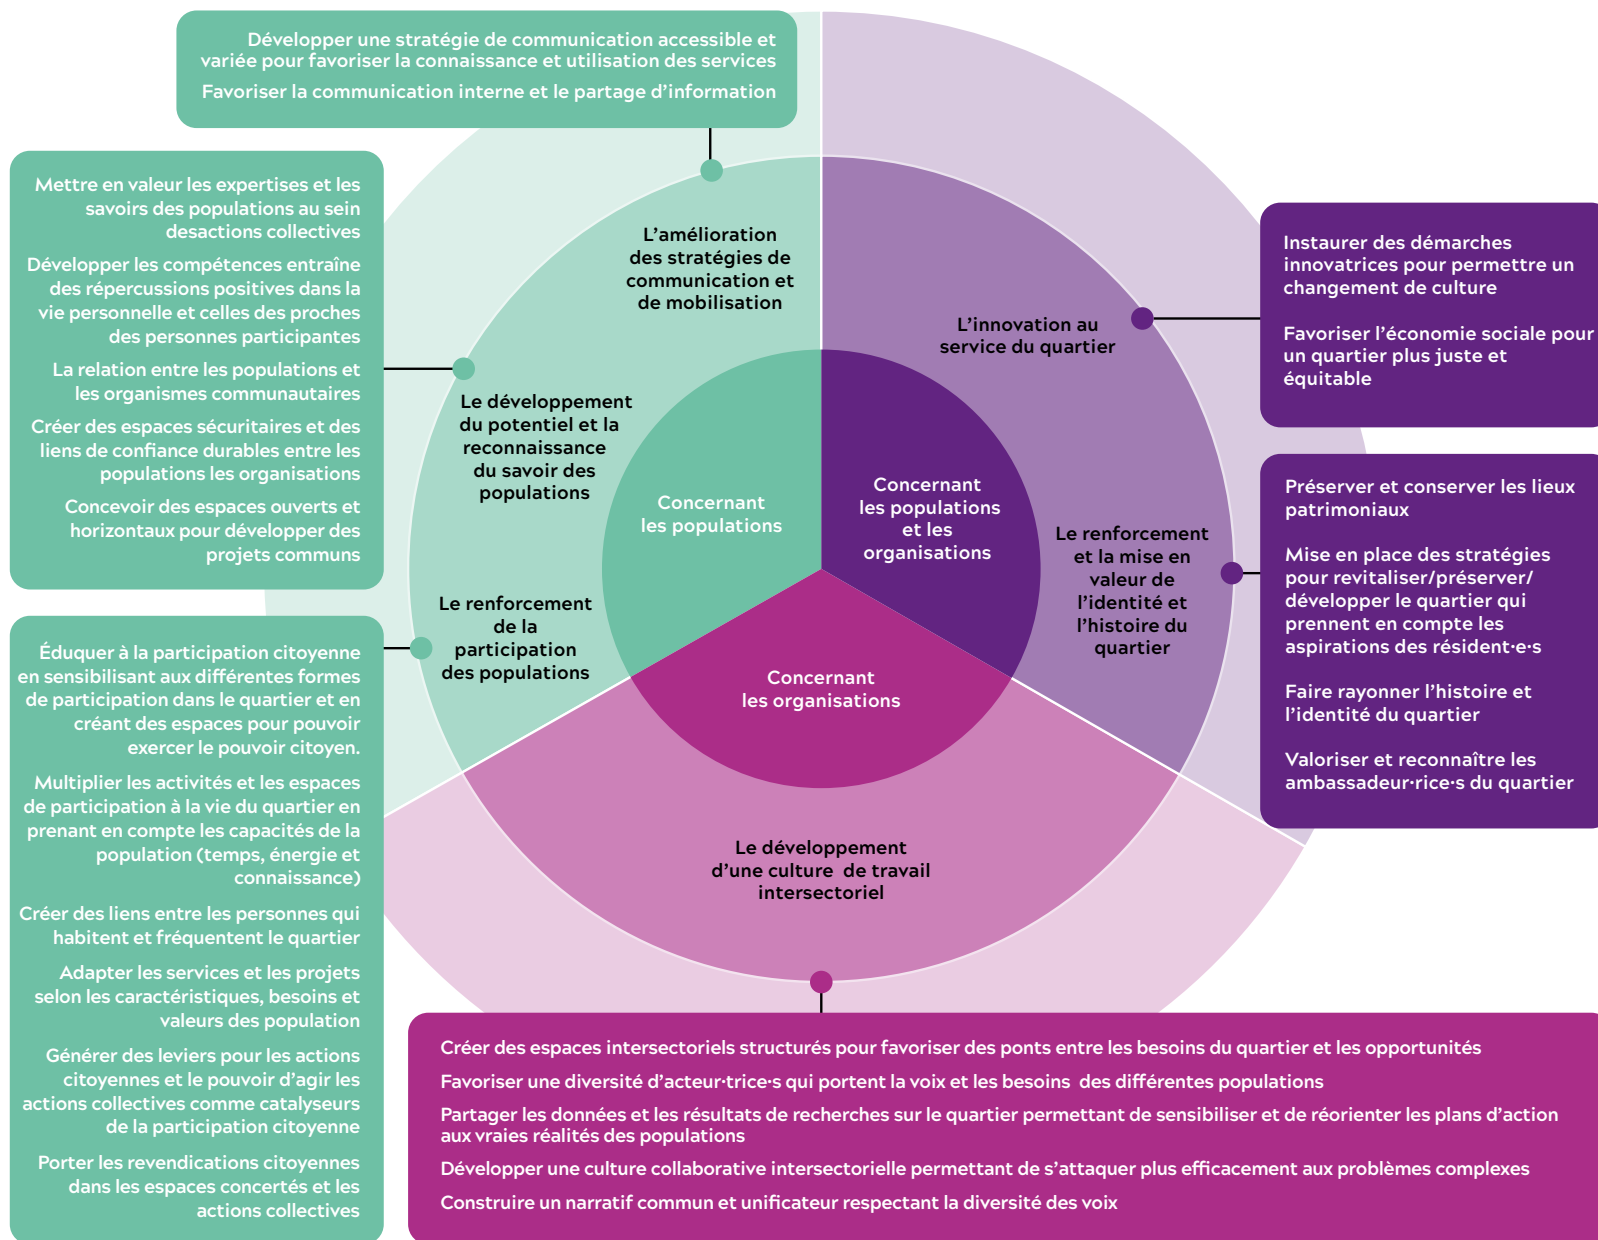 Développer une stratégie de communication accessible et
variée pour favoriser la connaissance et utilisation des services
Favoriser la communication interne et le partage d'information
Mettre en valeur les expertises et les
savoirs des populations au sein
desactions collectives
Développer les compétences entraîne
des répercussions positives dans la
vie personnelle et celles des proches
des personnes participantes
La relation entre les populations et
les organismes communautaires
Créer des espaces sécuritaires et des
liens de confiance durables entre les
populations les organisations
Concevoir des espaces ouverts et
horizontaux pour développer des
projets communs
Éduquer à la participation citoyenne
en sensibilisant aux différentes formes
de participation dans le quartier et en
créant des espaces pour pouvoir
exercer le pouvoir citoyen.
Multiplier les activités et les espaces
de participation à la vie du quartier en
prenant en compte les capacités de la
population (temps, énergie et
connaissance)
Créer des liens entre les personnes qui
habitent et fréquentent le quartier
Adapter les services et les projets
selon les caractéristiques, besoins et
valeurs des population
Générer des leviers pour les actions
citoyennes et le pouvoir d'agir les
actions collectives comme catalyseurs
de la participation citoyenne
Porter les revendications citoyennes
dans les espaces concertés et les
actions collectives
L'amélioration
des stratégies de
communication et
de mobilisation
Le développement
du potentiel et la
reconnaissance
du savoir des
populations
Le renforcement
de la
participation
des populations
Concernant
les populations
Concernant
les populations
et les
organisations
Concernant
les organisations
L'innovation au
service du quartier
Le renforcement
et la mise en
valeur de
l'identité et
l'histoire du
quartier
Le développement
d'une culture de travail
intersectoriel
Instaurer des démarches
innovatrices pour permettre un
changement de culture
Favoriser l'économie sociale pour
un quartier plus juste et
équitable
Préserver et conserver les lieux
patrimoniaux
Mise en place des stratégies
pour revitaliser/préserver/
développer le quartier qui
prennent en compte les
aspirations des résident·e·s
Faire rayonner l'histoire et
l'identité du quartier
Valoriser et reconnaître les
ambassadeur·rice·s du quartier
Créer des espaces intersectoriels structurés pour favoriser des ponts entre les besoins du quartier et les opportunités
Favoriser une diversité d'acteur·trice·s qui portent la voix et les besoins des différentes populations
Partager les données et les résultats de recherches sur le quartier permettant de sensibiliser et de réorienter les plans d'action
aux vraies réalités des populations
Développer une culture collaborative intersectorielle permettant de s'attaquer plus efficacement aux problèmes complexes
Construire un narratif commun et unificateur respectant la diversité des voix